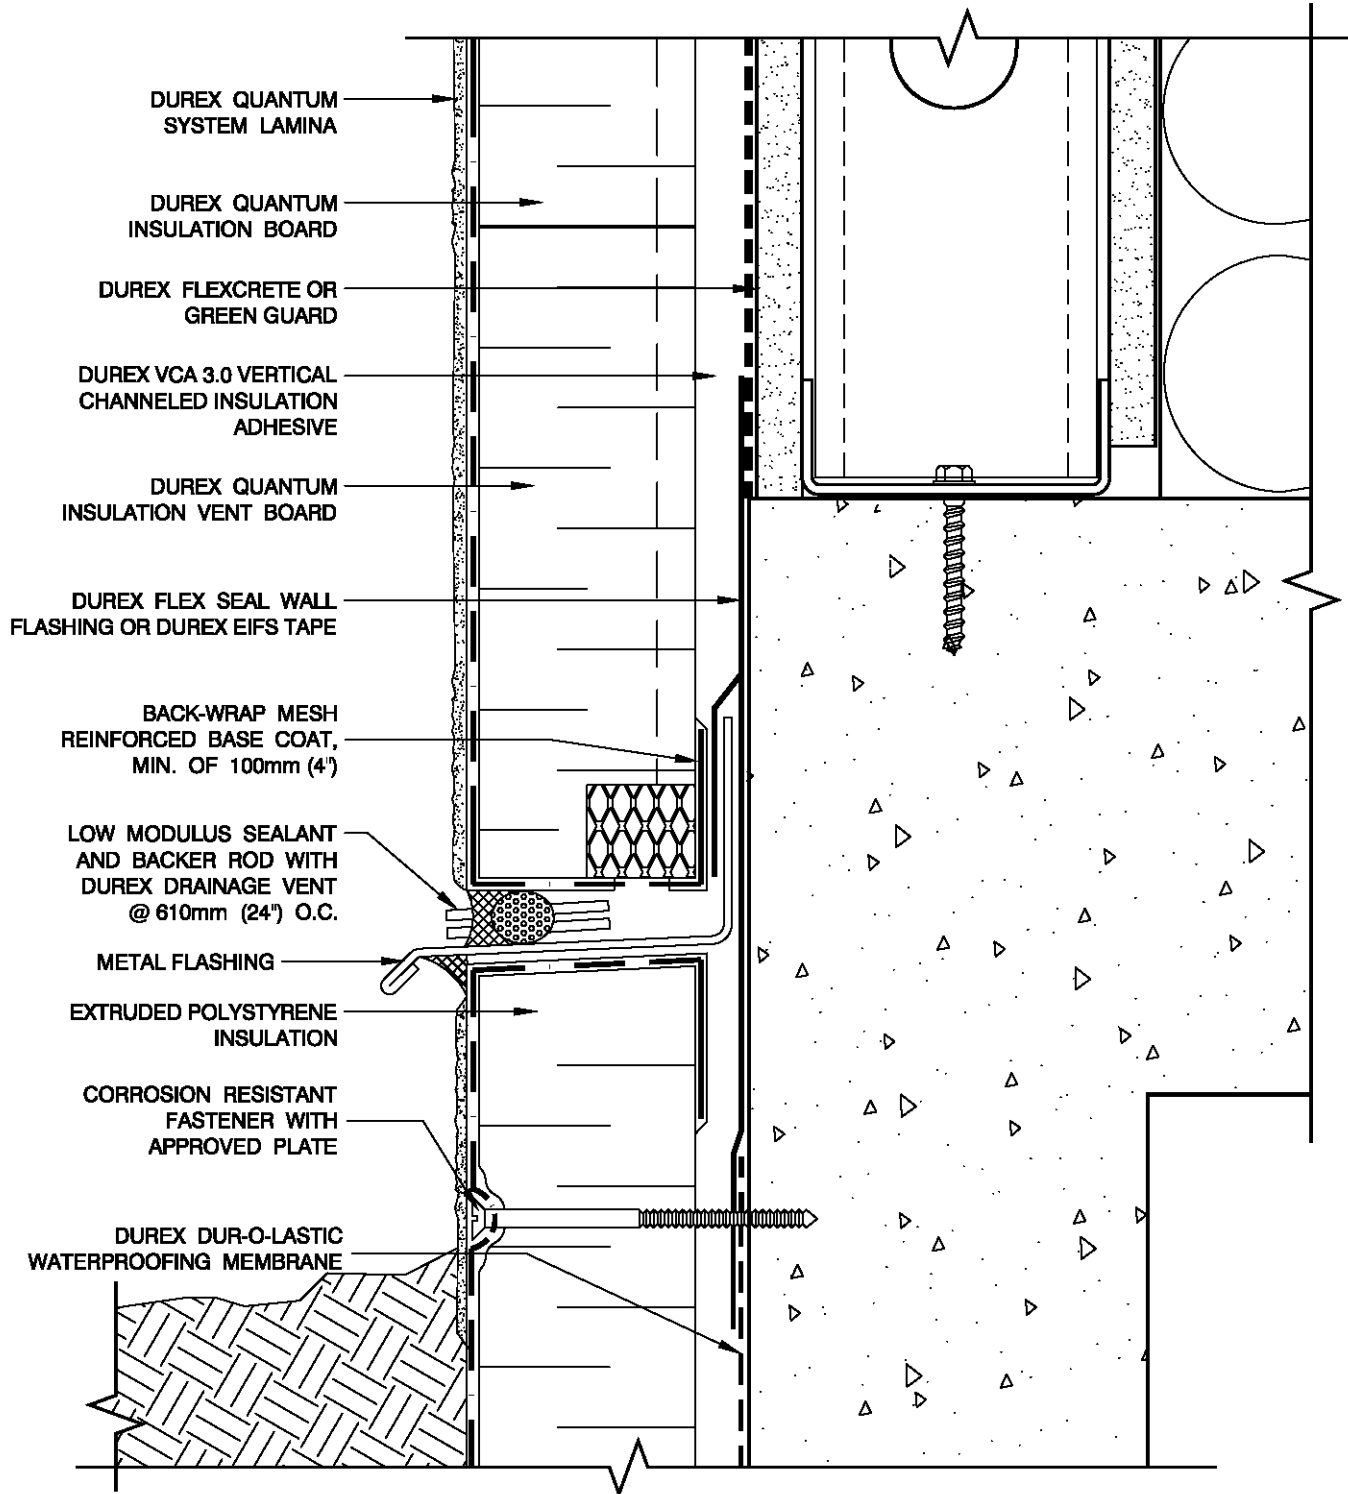 DUREX QUANTUM
SYSTEM LAMINA
DUREX QUANTUM
INSULATION BOARD
DUREX FLEXCRETE OR
GREEN GUARD
DUREX VCA 3.0 VERTICAL
CHANNELED INSULATION
ADHESIVE
DUREX QUANTUM
INSULATION VENT BOARD
DUREX FLEX SEAL WALL
FLASHING OR DUREX EIFS TAPE
BACK-WRAP MESH
REINFORCED BASE COAT,
MIN. OF 100mm (4")
LOW MODULUS SEALANT
AND BACKER ROD WITH
DUREX DRAINAGE VENT
@ 610mm (24") O.C.
METAL FLASHING
EXTRUDED POLYSTYRENE
INSULATION
CORROSION RESISTANT
FASTENER WITH
APPROVED PLATE
DUREX DUR-O-LASTIC
WATERPROOFING MEMBRANE